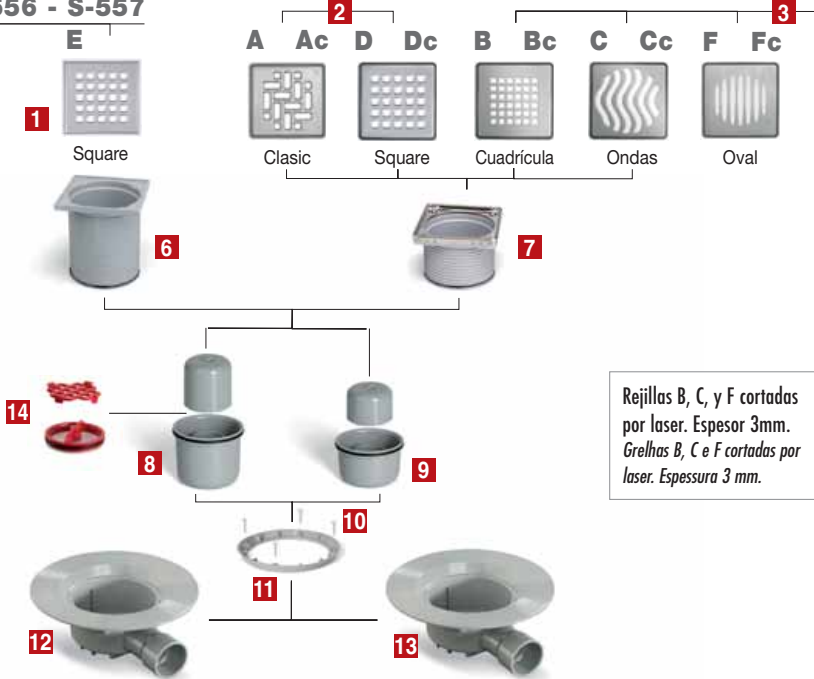 556 - S-557
2
3
E
A Ac D Dc B Bc C Cc F Fc
1
Square
Clasic
Square
Cuadrícula
Ondas
Oval
6
7
14
8
9
Rejillas B, C, y F cortadas
por laser. Espesor 3mm.
Grelhas B, C e F cortadas por
laser. Espessura 3 mm.
10
11
12
13